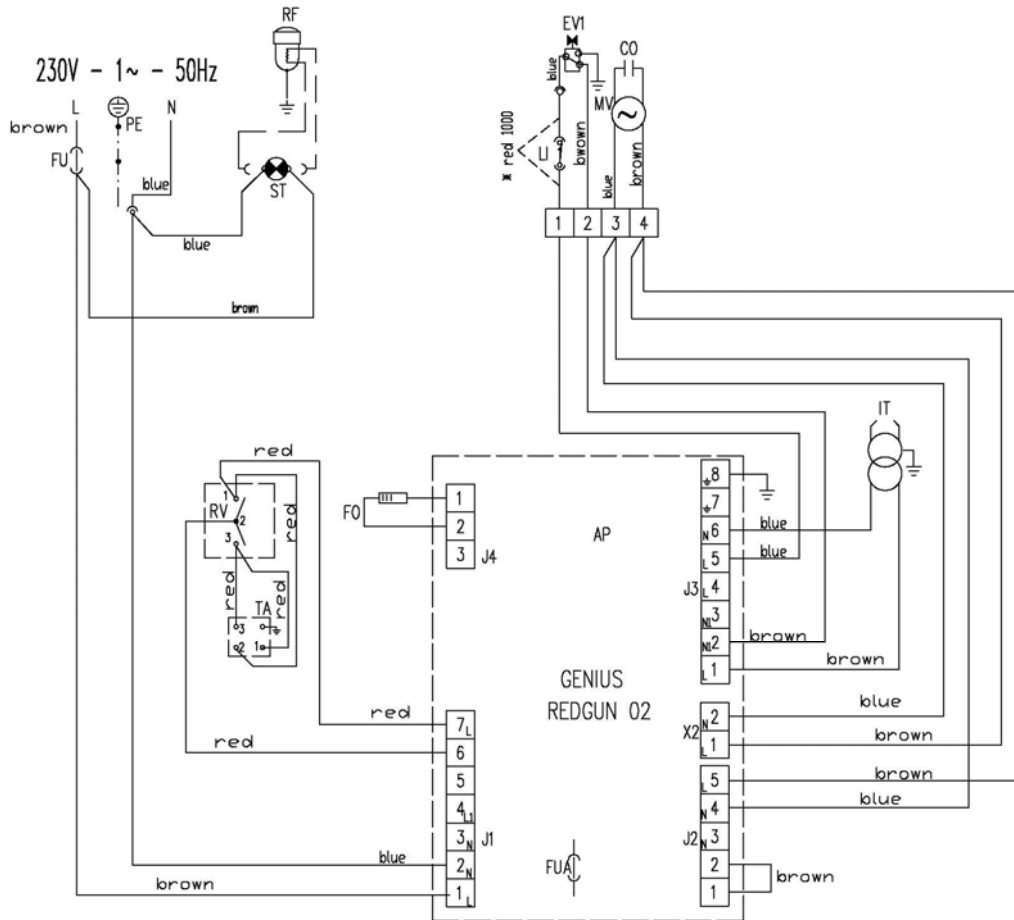 RF
230V - 1~ - 50Hz
L
PE
N
brown
FU
blue
ST
blue
brown
EV1
CO
blue
MV
* red 1000
LI
bwown
blue
brown
1 2 3 4
IT
red
RV
1
2
3
red
red
red
TA
3
2 1
FO
1
2
3
J4
AP
8
7
N 6
L 5
L 4
N1 3
N1 2
L 1
J3
blue
blue
brown
brown
GENIUS
REDGUN 02
X2
N 2
L 1
blue
brown
red
red
7 L
6
5
4 L1
3 N
2 N
1 L
J1
blue
brown
FUA
J2
L 5
N 4
N 3
2
1
brown
blue
brown